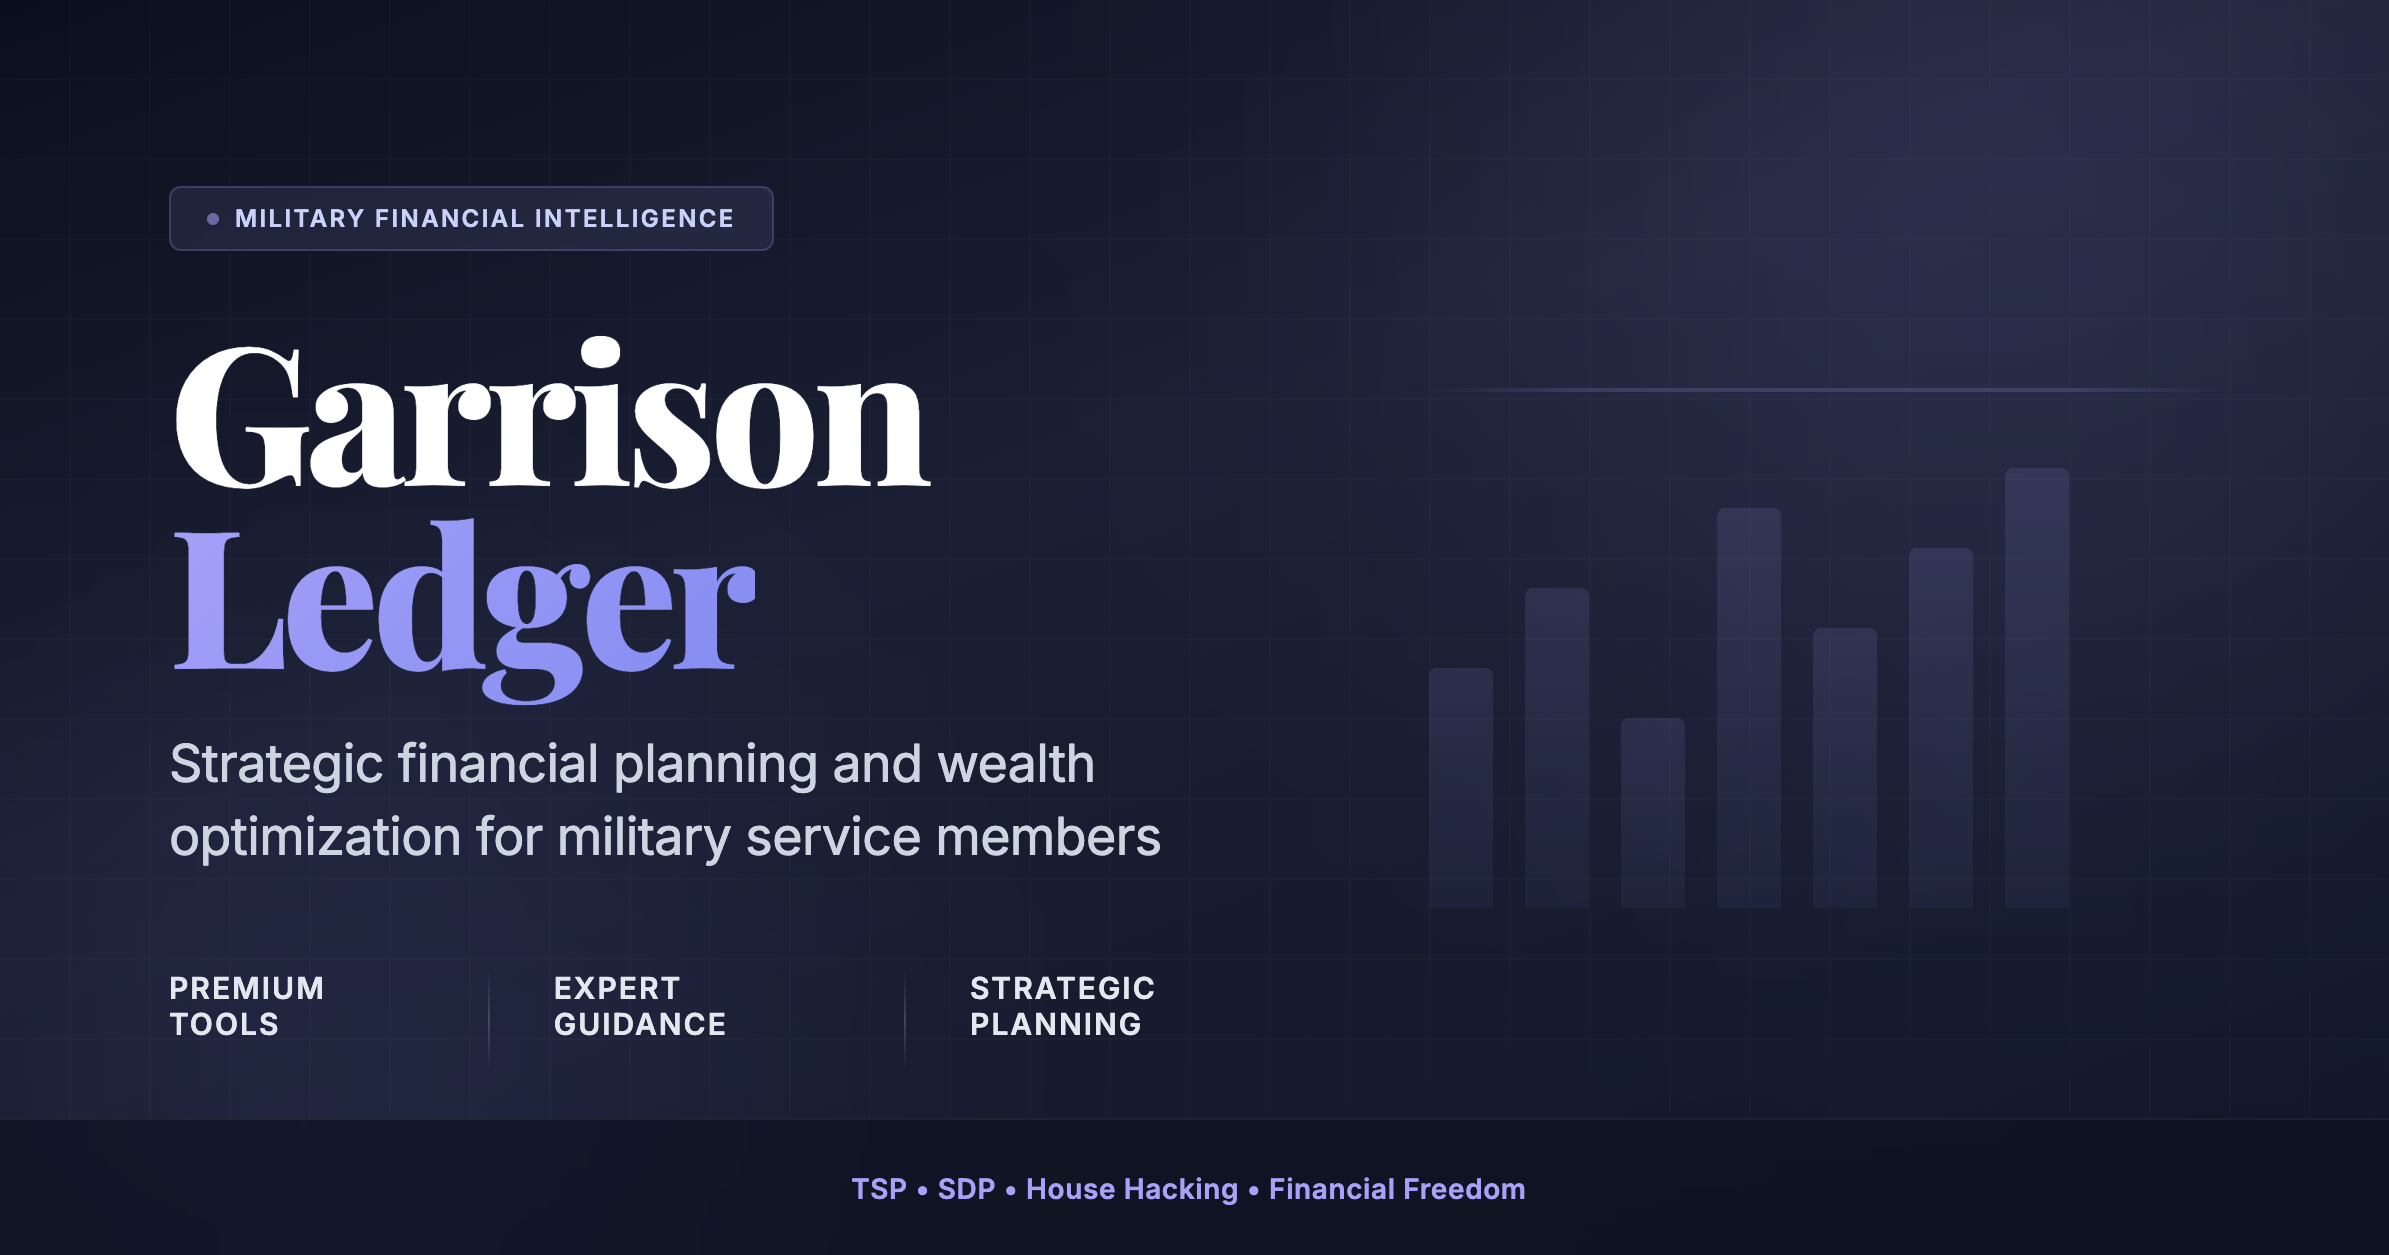 MILITARY FINANCIAL INTELLIGENCE
Garrison
Ledger
Strategic financial planning and wealth
optimization for military service members
PREMIUM
TOOLS
EXPERT
GUIDANCE
STRATEGIC
PLANNING
TSP • SDP • House Hacking • Financial Freedom